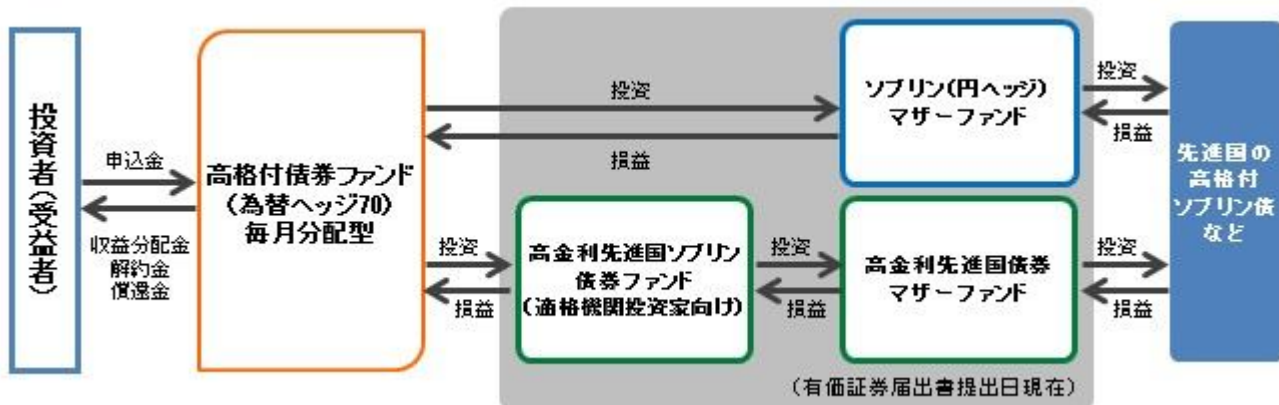 投資者(受益者)
申込金
収益分配金
解約金
償還金
高格付債券ファンド
(為替ヘッジ70)
毎月分配型
投資
損益
投資
損益
高金利先進国ソブリン
債券ファンド
(適格機関投資家向け)
投資
損益
ソブリン(円ヘッジ)
マザーファンド
高金利先進国債券
マザーファンド
(有価証券届出書提出日現在)
投資
損益
投資
損益
先進国の
高格付
ソブリン債
など